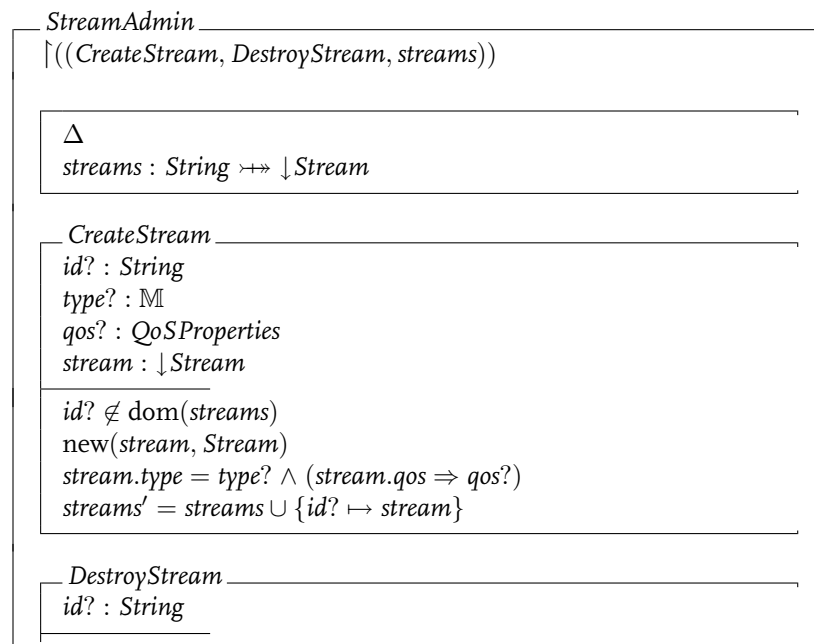 StreamAdmin
↾((CreateStream, DestroyStream, streams))
Δ
streams : String ⤕ ↓Stream
CreateStream
id? : String
type? : 𝕄
qos? : QoSProperties
stream : ↓Stream
id? ∉ dom(streams)
new(stream, Stream)
stream.type = type? ∧ (stream.qos ⇒ qos?)
streams′ = streams ∪ {id? ↦ stream}
DestroyStream
id? : String